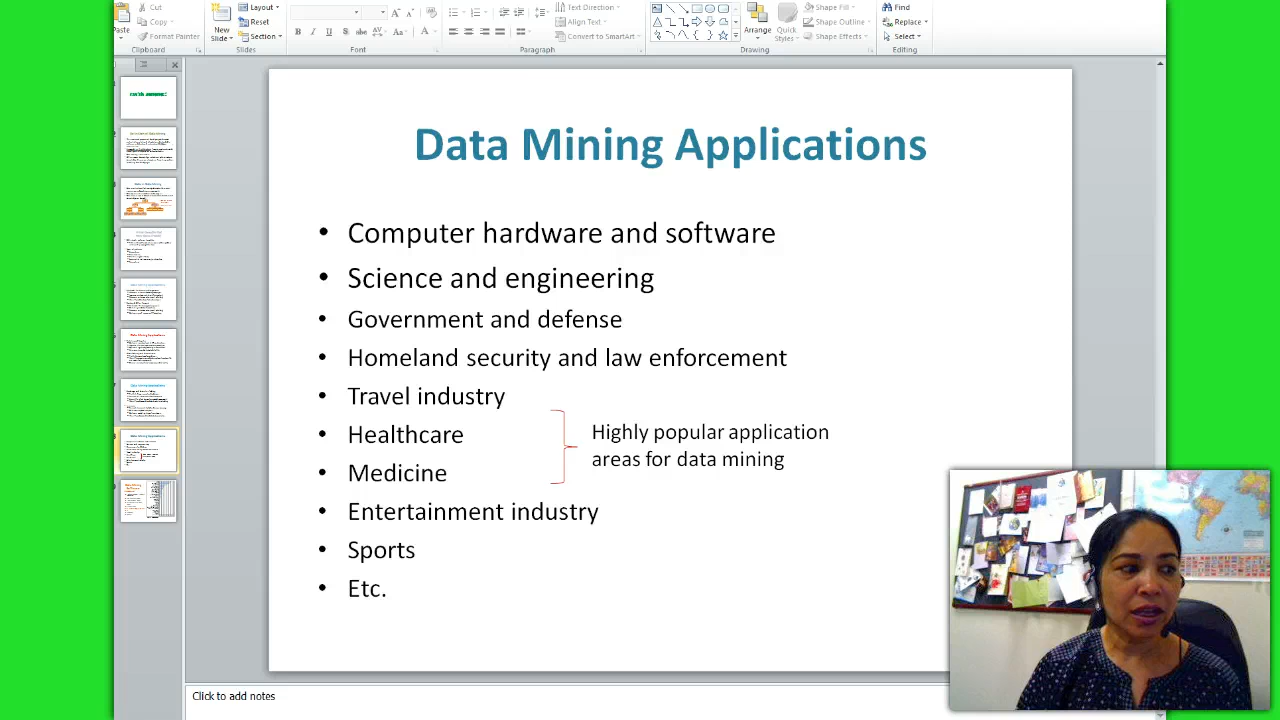 Cut
Copy
Format Painter
Paste
Clipboard
New
Slide
Layout
Reset
Section
Slides
Font
Text Direction
Align Text
Convert to SmartArt
Paragraph
Arrange
Quick
Styles
Shape Fill
Shape Outline
Shape Effects
Drawing
Find
Replace
Select
Editing
Data Mining Applications
• Computer hardware and software
• Science and engineering
• Government and defense
• Homeland security and law enforcement
• Travel industry
• Healthcare
• Medicine
Highly popular application
areas for data mining
• Entertainment industry
• Sports
• Etc.
Click to add notes